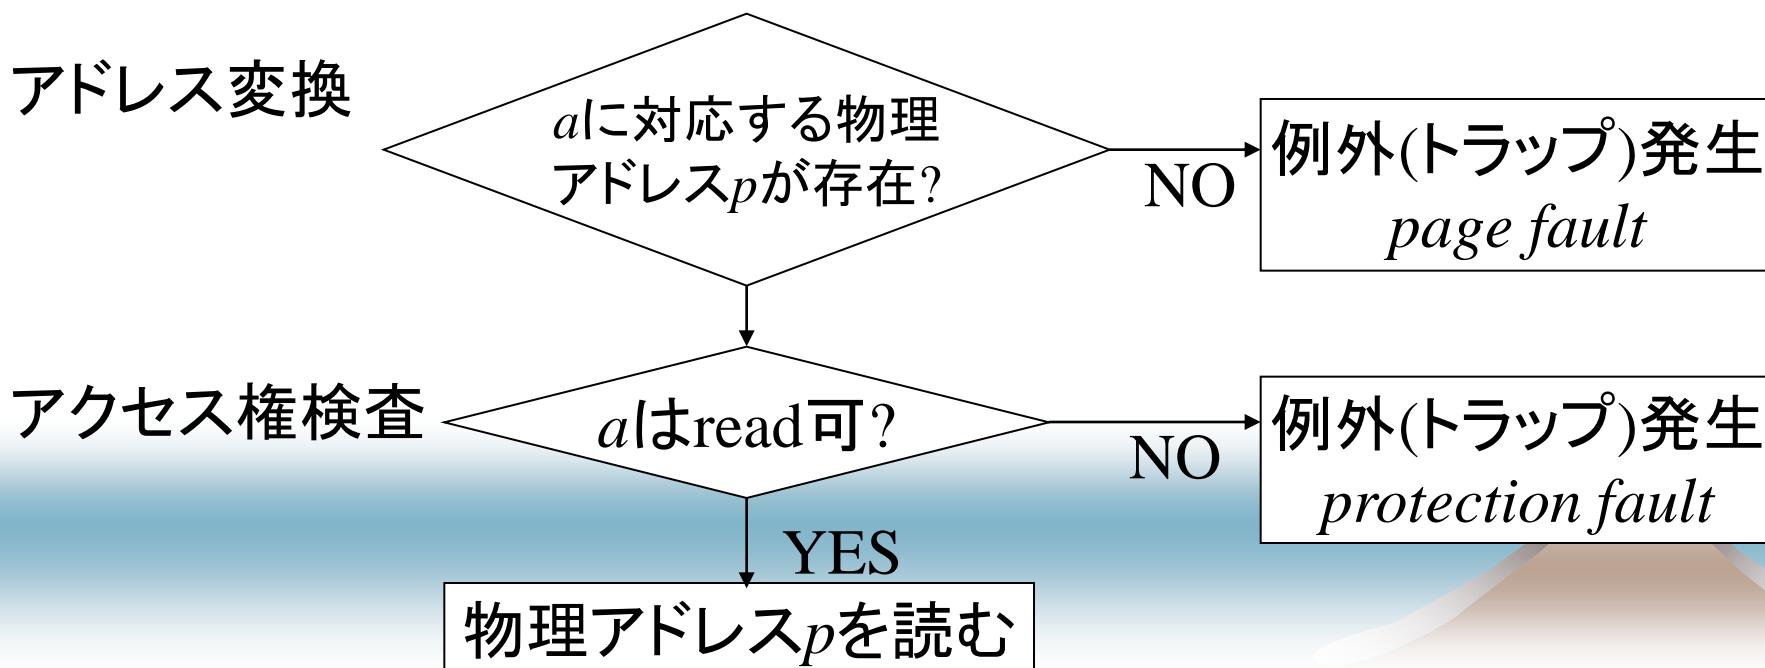 アドレス変換
aに対応する物理
アドレスpが存在?
NO
例外(トラップ)発生
page fault
アクセス権検査
aはread可?
NO
例外(トラップ)発生
protection fault
YES
物理アドレスpを読む